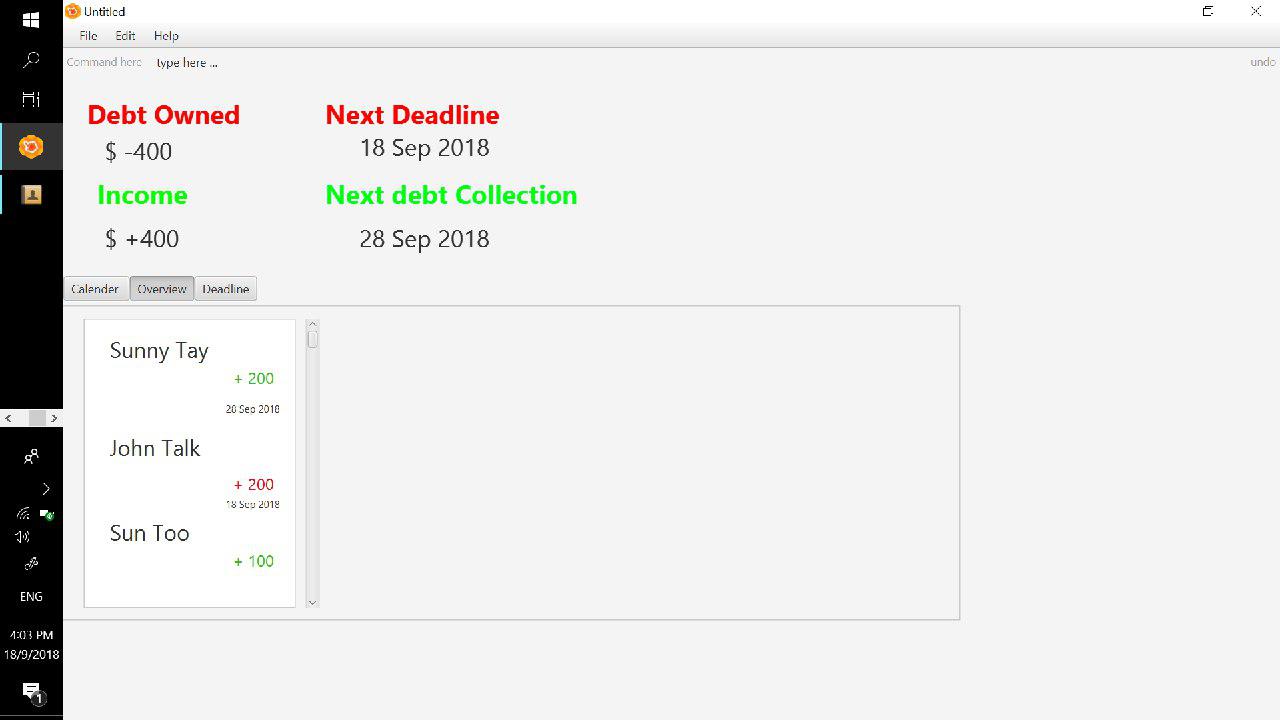 Untitled
File Edit Help
Command here type here ... undo
Debt Owned Next Deadline
$ -400 18 Sep 2018
Income Next debt Collection
$ +400 28 Sep 2018
Calender Overview Deadline
Sunny Tay
+ 200
28 Sep 2018
John Talk
+ 200
18 Sep 2018
Sun Too
+ 100
ENG
4:03 PM
18/9/2018
1